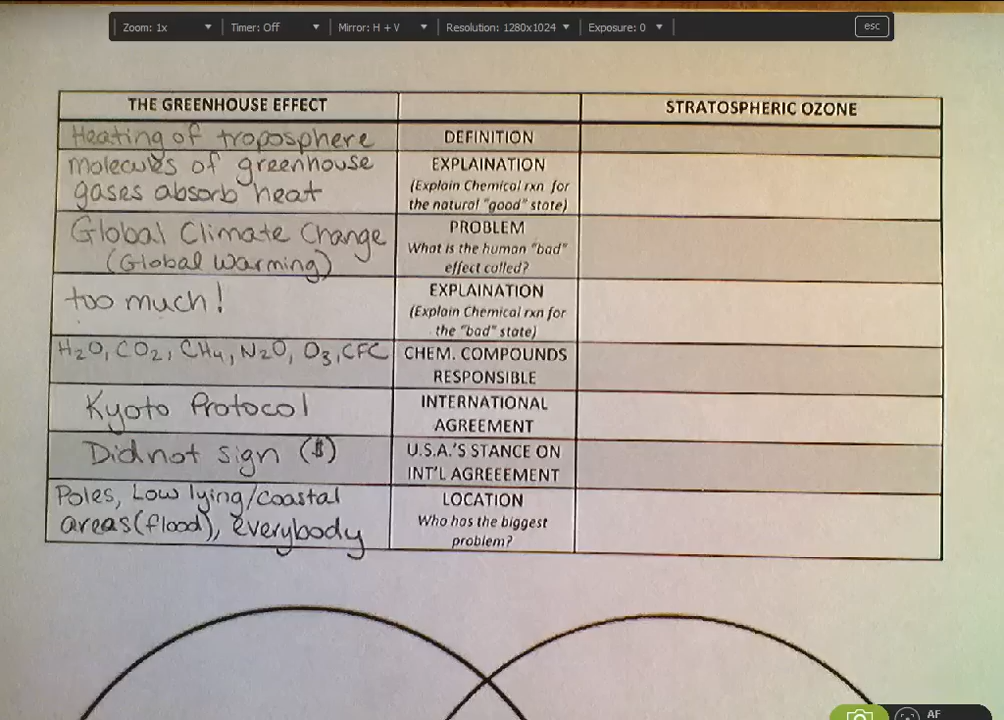 Zoom: 1x Timer: Off Mirror: H + V Resolution: 1280x1024 Exposure: 0 esc
THE GREENHOUSE EFFECT STRATOSPHERIC OZONE
Heating of troposphere DEFINITION
molecules of greenhouse
gases absorb heat
EXPLAINATION
(Explain Chemical rxn for
the natural "good" state)
Global Climate Change
(Global Warming)
PROBLEM
What is the human "bad"
effect called?
too much!
EXPLAINATION
(Explain Chemical rxn for
the "bad" state)
H2O, CO2, CH4, N2O, O3, CFC
CHEM. COMPOUNDS
RESPONSIBLE
Kyoto Protocol
INTERNATIONAL
AGREEMENT
Did not sign ($)
U.S.A.'S STANCE ON
INT'L AGREEEMENT
Poles, Low lying/coastal
areas (flood), everybody
LOCATION
Who has the biggest
problem?
AF